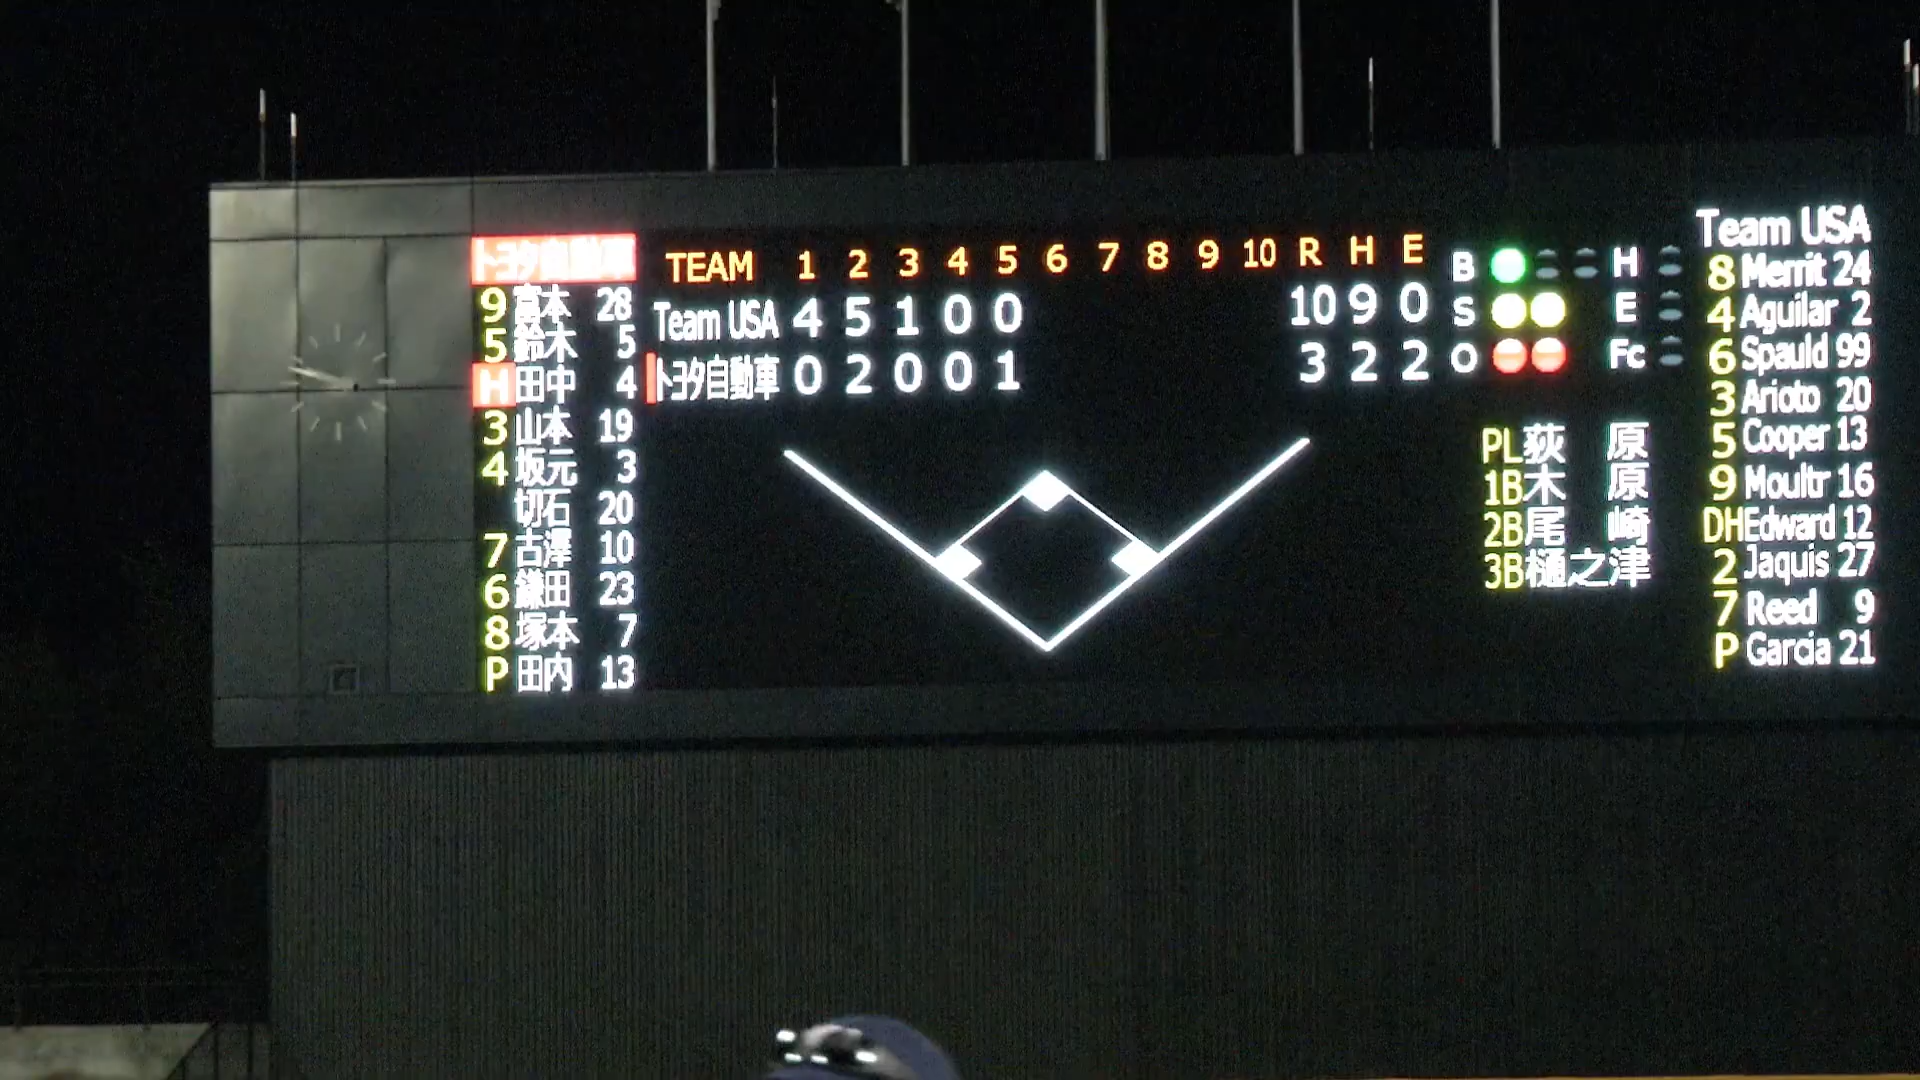 トヨタ自動車
9 富本 28
5 鈴木 5
H 田中 4
3 山本 19
4 坂元 3
切石 20
7 古澤 10
6 鎌田 23
8 塚本 7
P 田内 13
TEAM 1 2 3 4 5 6 7 8 9 10 R H E
Team USA 4 5 1 0 0 10 9 0
トヨタ自動車 0 2 0 0 1 3 2 2
B H
S E
O Fc
PL 荻原
1B 木原
2B 尾崎
3B 樋之津
Team USA
8 Merrit 24
4 Aguilar 2
6 Spauld 99
3 Arioto 20
5 Cooper 13
9 Moultr 16
DH Edward 12
2 Jaquis 27
7 Reed 9
P Garcia 21